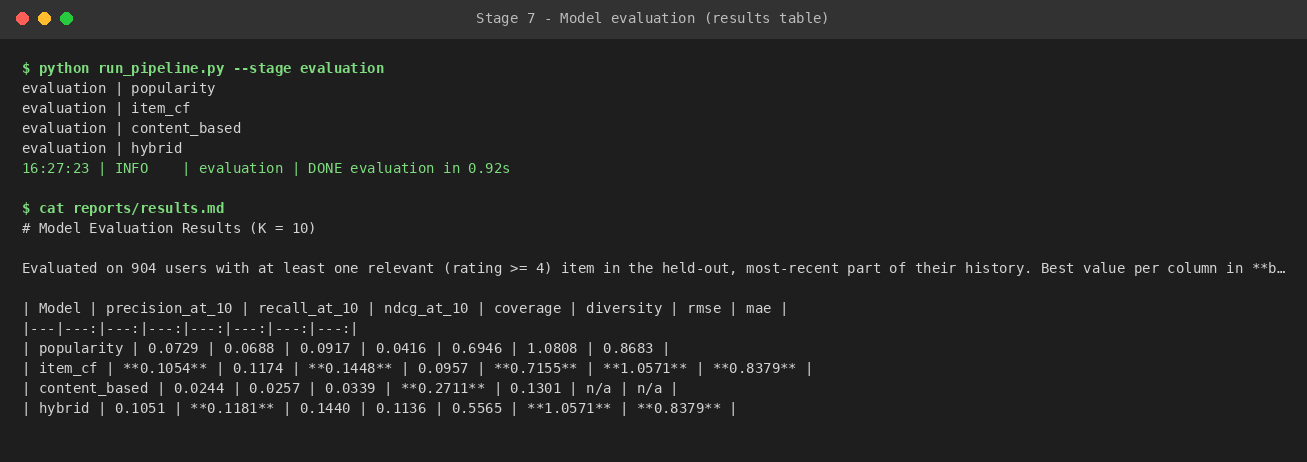 Stage 7 - Model evaluation (results table)
$ python run_pipeline.py --stage evaluation
evaluation | popularity
evaluation | item_cf
evaluation | content_based
evaluation | hybrid
16:27:23 | INFO    | evaluation | DONE evaluation in 0.92s
$ cat reports/results.md
# Model Evaluation Results (K = 10)
Evaluated on 904 users with at least one relevant (rating >= 4) item in the held-out, most-recent part of their history. Best value per column in **b…
| Model | precision_at_10 | recall_at_10 | ndcg_at_10 | coverage | diversity | rmse | mae |
|---|---:|---:|---:|---:|---:|---:|---:|
| popularity | 0.0729 | 0.0688 | 0.0917 | 0.0416 | 0.6946 | 1.0808 | 0.8683 |
| item_cf | **0.1054** | 0.1174 | **0.1448** | 0.0957 | **0.7155** | **1.0571** | **0.8379** |
| content_based | 0.0244 | 0.0257 | 0.0339 | **0.2711** | 0.1301 | n/a | n/a |
| hybrid | 0.1051 | **0.1181** | 0.1440 | 0.1136 | 0.5565 | **1.0571** | **0.8379** |